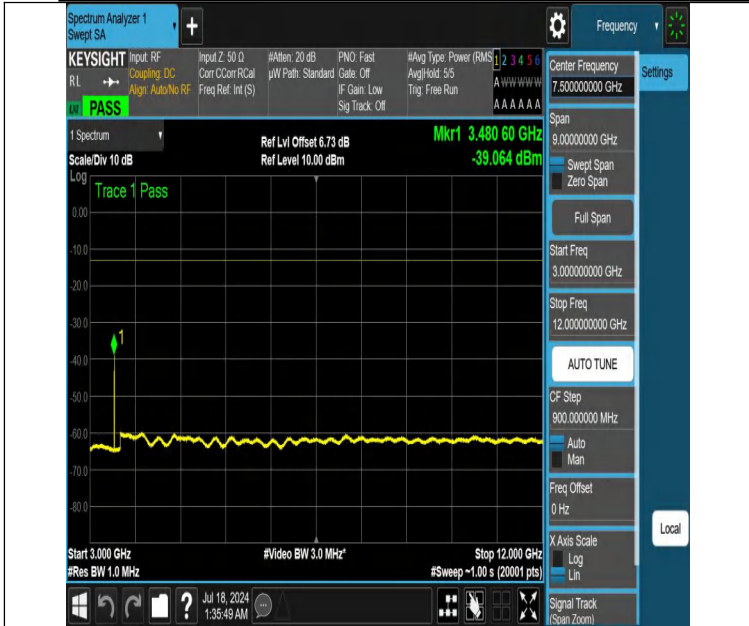 Spectrum Analyzer 1
Swept SA
+
Frequency
KEYSIGHT
RL
PASS
Input: RF
Coupling: DC
Align: Auto/No RF
Input Z: 50 Ω
Corr CCorr RCal
Freq Ref: Int (S)
#Atten: 20 dB
µW Path: Standard
PNO: Fast
Gate: Off
IF Gain: Low
Sig Track: Off
#Avg Type: Power (RMS
Avg|Hold: 5/5
Trig: Free Run
1 2 3 4 5 6
A W W W W W
A A A A A A
Center Frequency
7.500000000 GHz
Settings
1 Spectrum
Scale/Div 10 dB
Ref Lvl Offset 6.73 dB
Ref Level 10.00 dBm
Mkr1 3.480 60 GHz
-39.064 dBm
Log
Trace 1 Pass
0.00
-10.0
-20.0
-30.0
-40.0
-50.0
-60.0
-70.0
-80.0
1
Start 3.000 GHz
#Res BW 1.0 MHz
#Video BW 3.0 MHz*
Stop 12.000 GHz
#Sweep ~1.00 s (20001 pts)
Span
9.00000000 GHz
Swept Span
Zero Span
Full Span
Start Freq
3.000000000 GHz
Stop Freq
12.000000000 GHz
AUTO TUNE
CF Step
900.000000 MHz
Auto
Man
Freq Offset
0 Hz
X Axis Scale
Log
Lin
Signal Track
(Span Zoom)
Local
?
Jul 18, 2024
1:35:49 AM